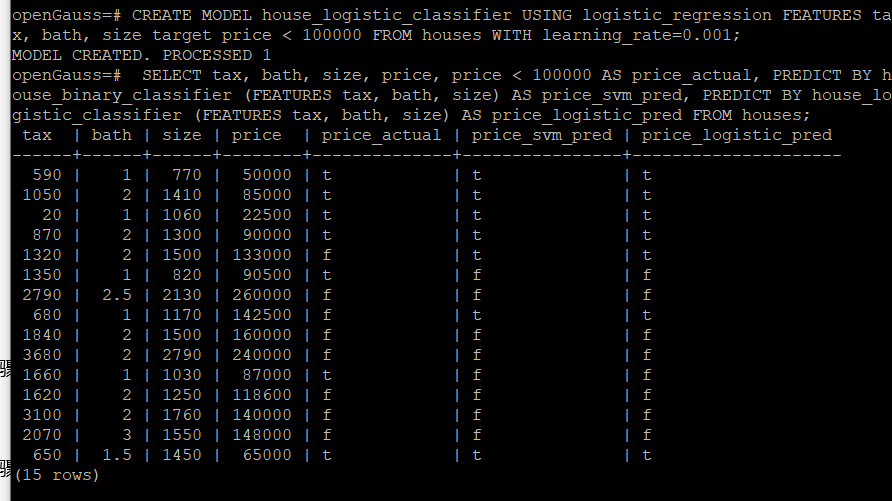 openGauss=# CREATE MODEL house_logistic_classifier USING logistic_regression FEATURES ta
x, bath, size target price < 100000 FROM houses WITH learning_rate=0.001;
MODEL CREATED. PROCESSED 1
openGauss=#  SELECT tax, bath, size, price, price < 100000 AS price_actual, PREDICT BY h
ouse_binary_classifier (FEATURES tax, bath, size) AS price_svm_pred, PREDICT BY house_lo
gistic_classifier (FEATURES tax, bath, size) AS price_logistic_pred FROM houses;
 tax  | bath | size | price  | price_actual | price_svm_pred | price_logistic_pred
------+------+------+--------+--------------+----------------+---------------------
  590 |    1 |  770 |  50000 | t            | t              | t
 1050 |    2 | 1410 |  85000 | t            | t              | t
   20 |    1 | 1060 |  22500 | t            | t              | t
  870 |    2 | 1300 |  90000 | t            | t              | t
 1320 |    2 | 1500 | 133000 | f            | t              | t
 1350 |    1 |  820 |  90500 | t            | f              | f
 2790 |  2.5 | 2130 | 260000 | f            | f              | f
  680 |    1 | 1170 | 142500 | f            | t              | t
 1840 |    2 | 1500 | 160000 | f            | f              | f
 3680 |    2 | 2790 | 240000 | f            | f              | f
 1660 |    1 | 1030 |  87000 | t            | f              | f
 1620 |    2 | 1250 | 118600 | f            | f              | f
 3100 |    2 | 1760 | 140000 | f            | f              | f
 2070 |    3 | 1550 | 148000 | f            | f              | f
  650 |  1.5 | 1450 |  65000 | t            | t              | t
(15 rows)